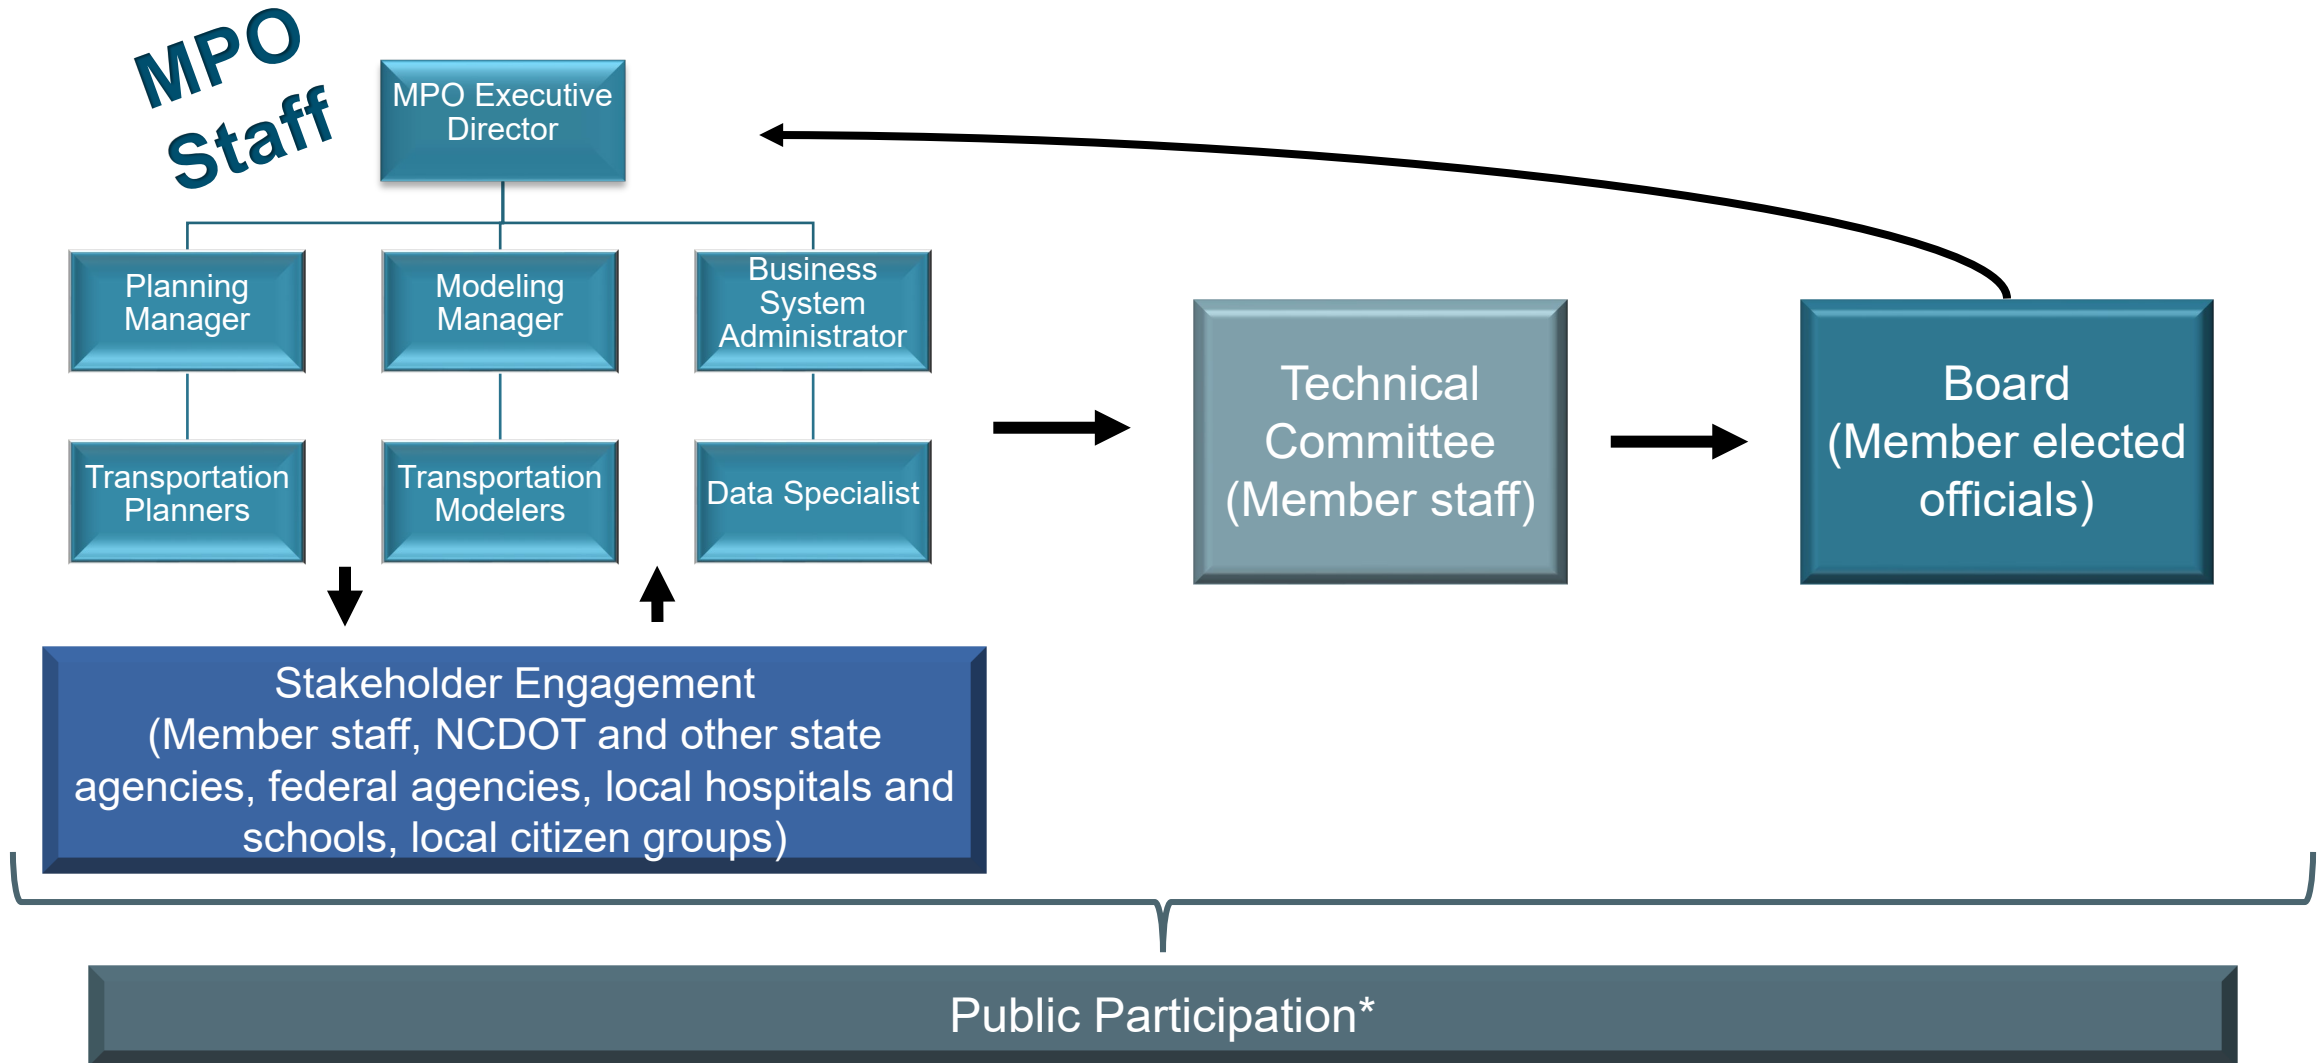 MPO
Staff
MPO Executive
Director
Planning
Manager
Modeling
Manager
Business
System
Administrator
Transportation
Planners
Transportation
Modelers
Data Specialist
Technical
Committee
(Member staff)
Board
(Member elected
officials)
Stakeholder Engagement
(Member staff, NCDOT and other state
agencies, federal agencies, local hospitals and
schools, local citizen groups)
Public Participation*